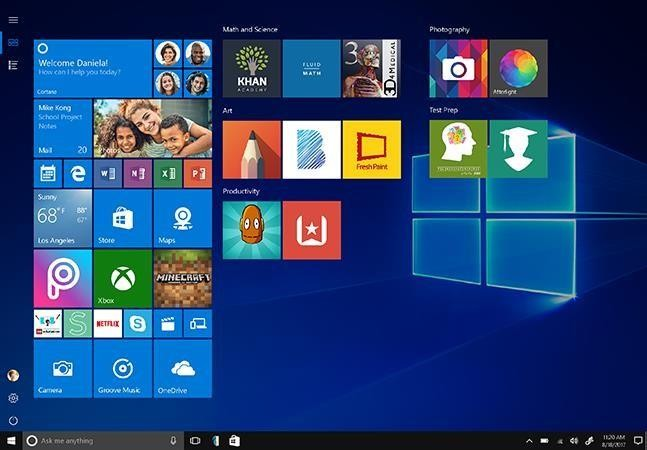 Welcome Daniela!
How can I help you today?
Cortana
Mike Kong
School Project
Notes
Mail 20
Photos
Sunny
68° F 88°
67°
Los Angeles
Store
Maps
Xbox
MINECRAFT
NETFLIX
Camera
Groove Music
OneDrive
Math and Science
KHAN
ACADEMY
FLUID
MATH
3D4MEDICAL
Art
Fresh Paint
Productivity
Photography
Afterlight
Test Prep
Ask me anything
11:20 AM
8/18/2017